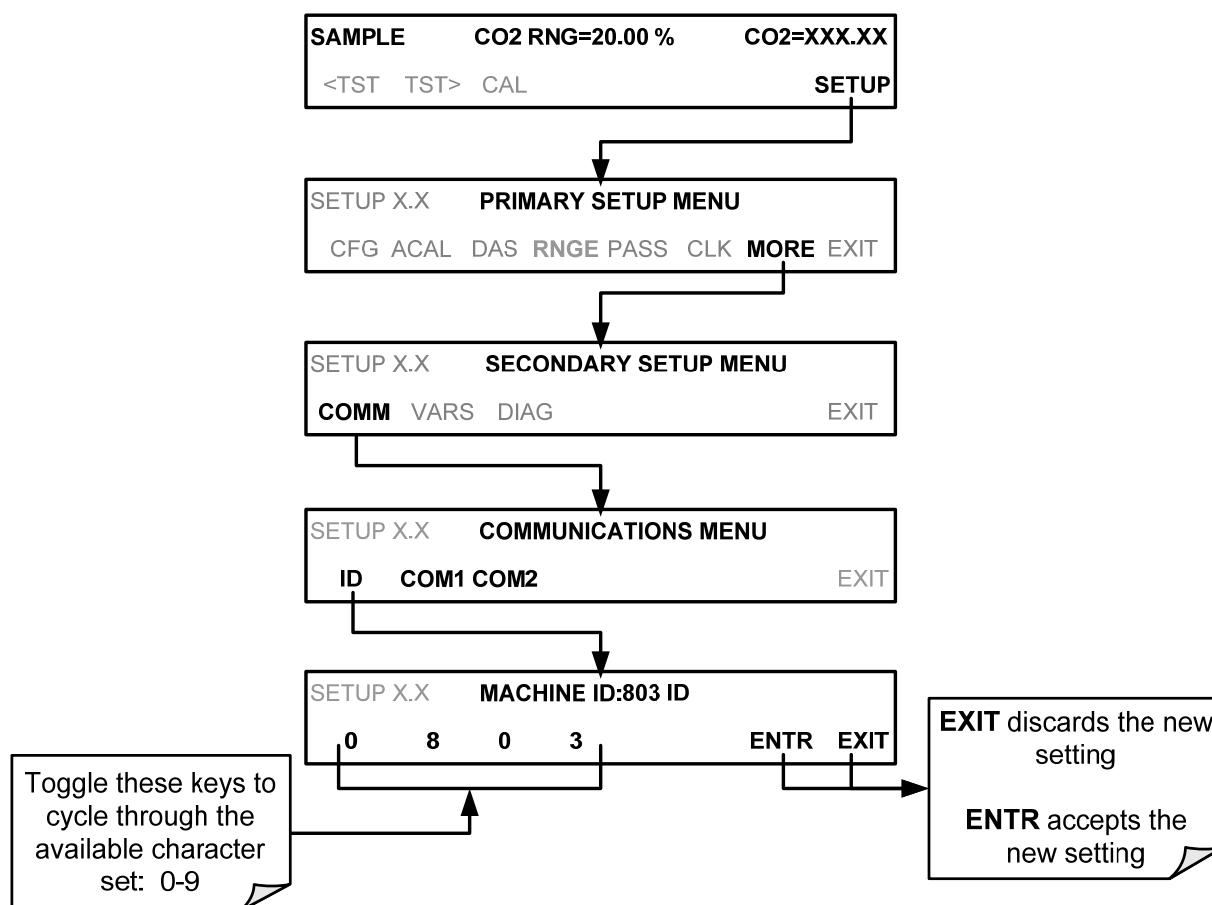 SAMPLE CO2 RNG=20.00 % CO2=XXX.XX
<TST TST> CAL SETUP
SETUP X.X PRIMARY SETUP MENU
CFG ACAL DAS RNGE PASS CLK MORE EXIT
SETUP X.X SECONDARY SETUP MENU
COMM VARS DIAG EXIT
SETUP X.X COMMUNICATIONS MENU
ID COM1 COM2 EXIT
SETUP X.X MACHINE ID:803 ID
0 8 0 3 ENTR EXIT
Toggle these keys to
cycle through the
available character
set: 0-9
EXIT discards the new
setting
ENTR accepts the
new setting